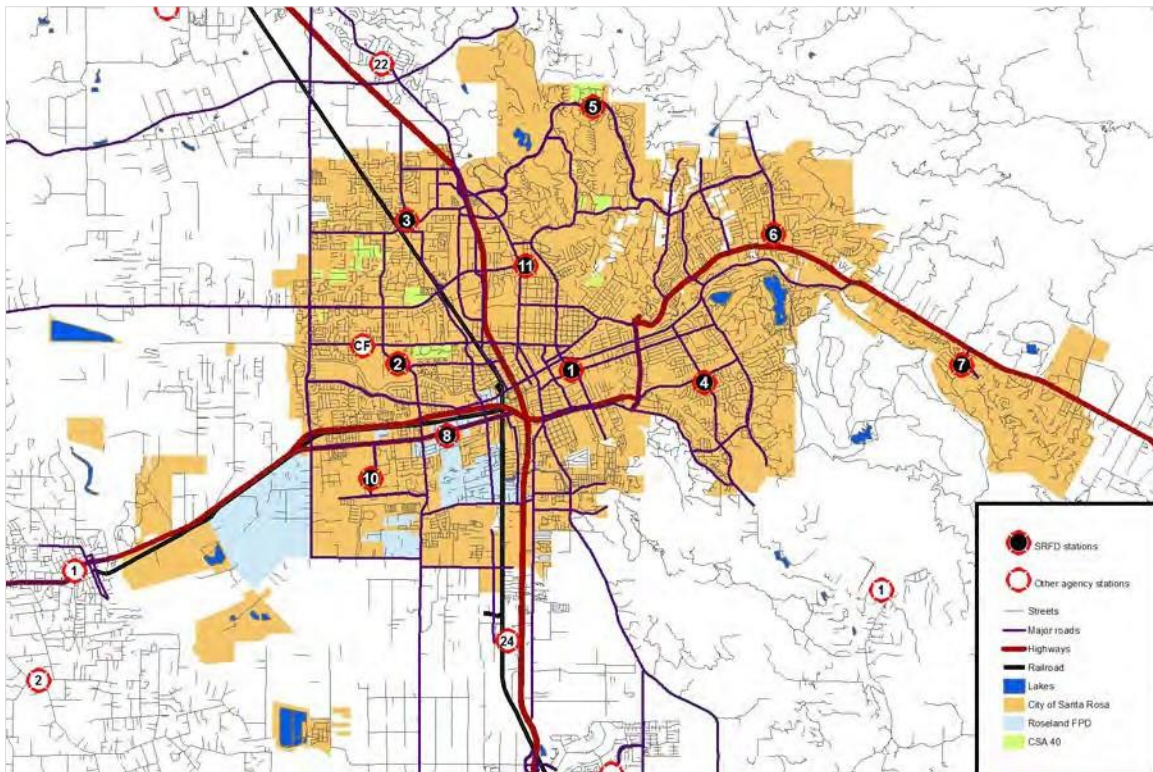 22
5
3
6
11
CF
2
1
7
4
8
10
1
1
24
2
SRFD stations
Other agency stations
Streets
Major roads
Highways
Railroad
Lakes
City of Santa Rosa
Roseland FPD
CSA 40